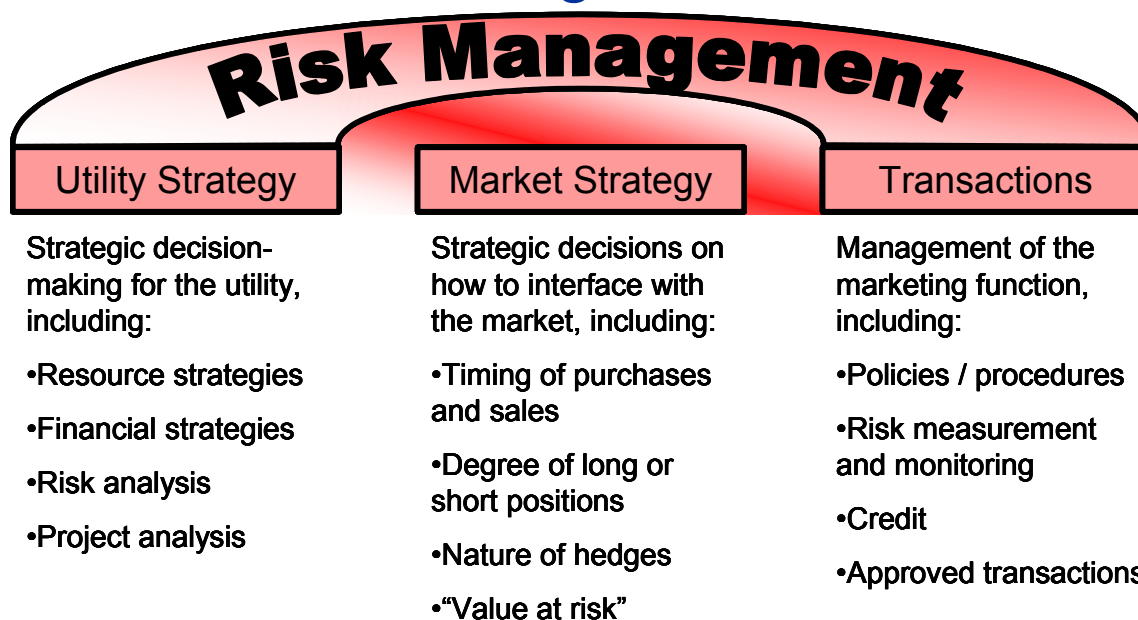 Risk Management
Utility Strategy
Strategic decision-
making for the utility,
including:
•Resource strategies
•Financial strategies
•Risk analysis
•Project analysis
Market Strategy
Strategic decisions on
how to interface with
the market, including:
•Timing of purchases
and sales
•Degree of long or
short positions
•Nature of hedges
•“Value at risk”
Transactions
Management of the
marketing function,
including:
•Policies / procedures
•Risk measurement
and monitoring
•Credit
•Approved transactions